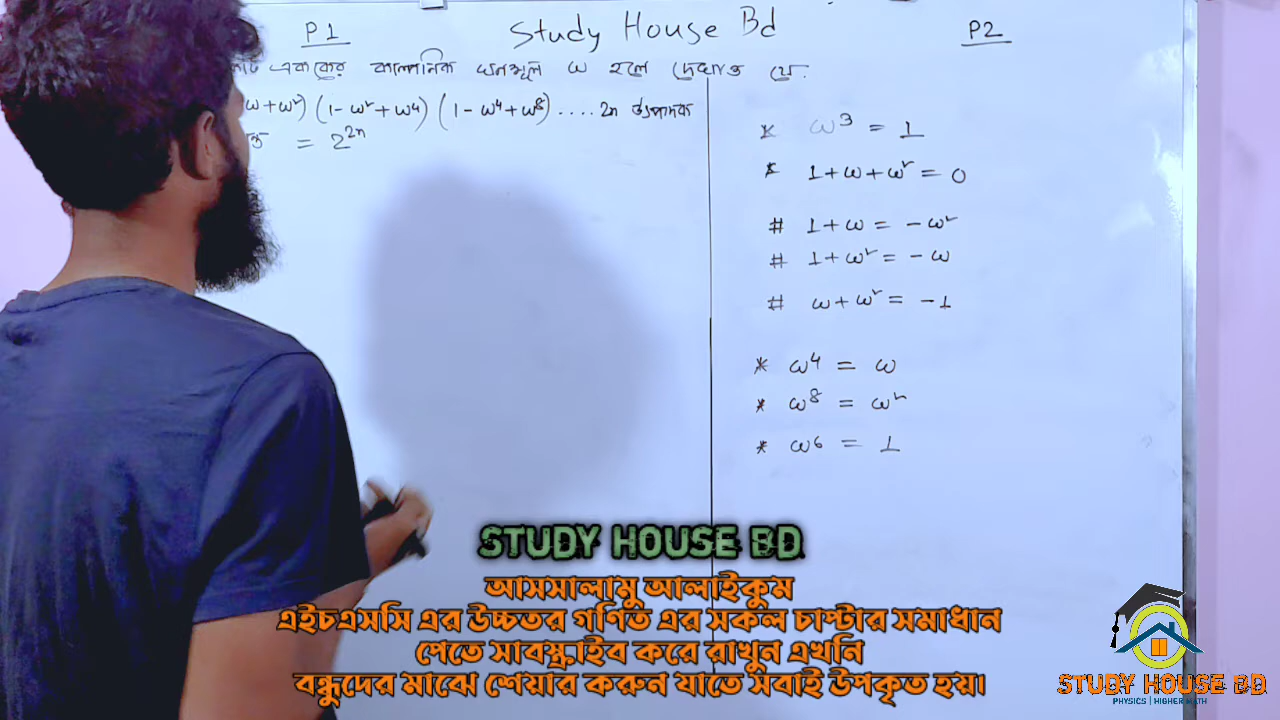 P1
Study House Bd
P2
এককের কাল্পনিক ঘনমূল ω হলে দেখাও যে.
ω+ω²) (1-ω²+ω4) (1-ω4+ω8) .... 2n উৎপাদক
= 2^2n
* ω³ = 1
* 1+ω+ω² = 0
# 1+ω = -ω²
# 1+ω² = -ω
# ω+ω² = -1
* ω4 = ω
* ω8 = ω²
* ω6 = 1
STUDY HOUSE BD
আসসালামু আলাইকুম
এইচএসসি এর উচ্চতর গণিত এর সকল চাপ্টার সমাধান
পেতে সাবস্ক্রাইব করে রাখুন এখনি
বন্ধুদের মাঝে শেয়ার করুন যাতে সবাই উপকৃত হয়।
STUDY HOUSE BD
PHYSICS | HIGHER MATH